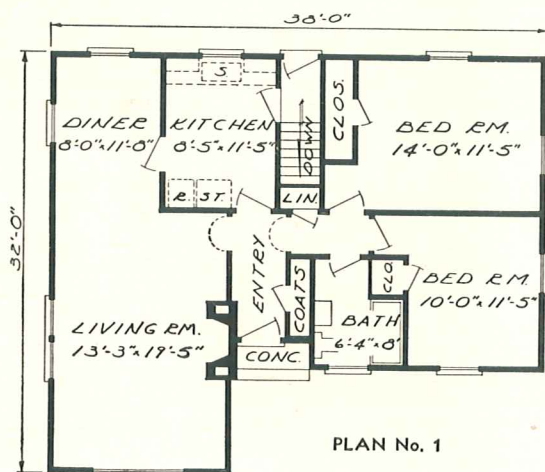 38'-0"
32'-0"
S
DINER
8'-0"x11'-8"
KITCHEN
8'-5"x11'-5"
DOWN
CLOS.
BED RM.
14'-0"x11'-5"
R.
ST.
LIN.
ENTRY
COATS
CLO.
BED RM.
10'-0"x11'-5"
LIVING RM.
13'-3"x19'-5"
BATH
6'-4"x8'
CONC.
PLAN No. 1